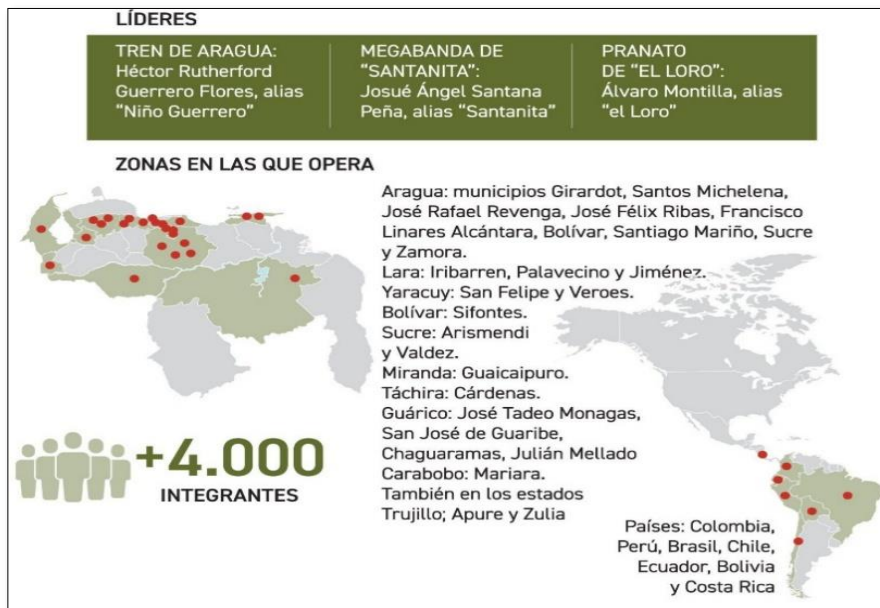 LÍDERES
TREN DE ARAGUA:
Héctor Rutherford
Guerrero Flores, alias
“Niño Guerrero”
MEGABANDA DE
“SANTANITA”:
Josué Ángel Santana
Peña, alias “Santanita”
PRANATO
DE “EL LORO”:
Álvaro Montilla, alias
“el Loro”
ZONAS EN LAS QUE OPERA
Aragua: municipios Girardot, Santos Michelena,
José Rafael Revenga, José Félix Ribas, Francisco
Linares Alcántara, Bolívar, Santiago Mariño, Sucre
y Zamora.
Lara: Iribarren, Palavecino y Jiménez.
Yaracuy: San Felipe y Veroes.
Bolívar: Sifontes.
Sucre: Arismendi
y Valdez.
Miranda: Guaicaipuro.
Táchira: Cárdenas.
Guárico: José Tadeo Monagas,
San José de Guaribe,
Chaguaramas, Julián Mellado
Carabobo: Mariara.
También en los estados
Trujillo; Apure y Zulia
+4.000
INTEGRANTES
Países: Colombia,
Perú, Brasil, Chile,
Ecuador, Bolivia
y Costa Rica